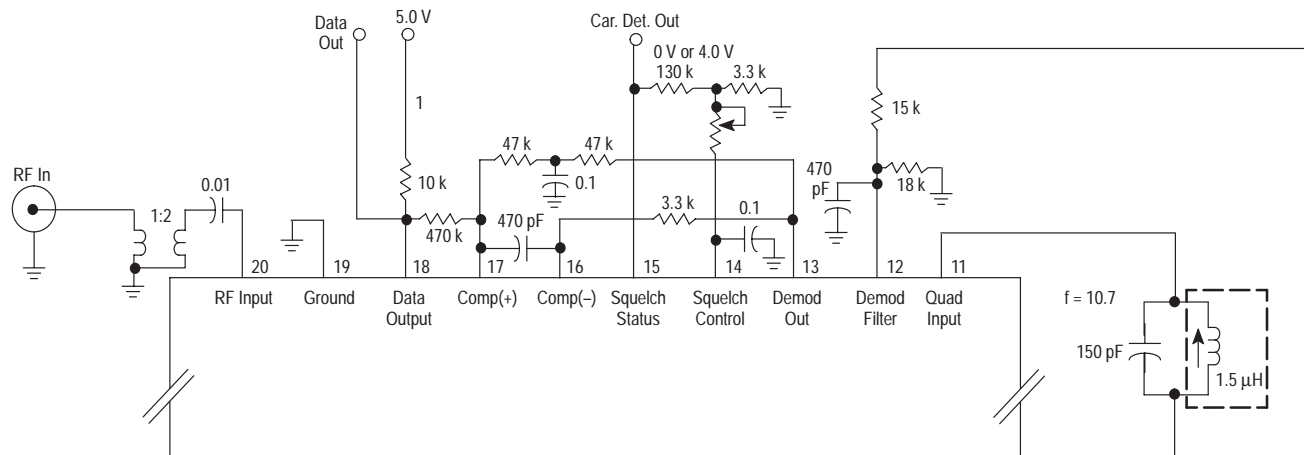 Data
Out
5.0 V
Car. Det. Out
0 V or 4.0 V
130 k
3.3 k
1
15 k
47 k
47 k
RF In
0.01
10 k
0.1
470
pF
18 k
1:2
3.3 k
0.1
470 k
470 pF
20
19
18
17
16
15
14
13
12
11
RF Input
Ground
Data
Output
Comp(+)
Comp(–)
Squelch
Status
Squelch
Control
Demod
Out
Demod
Filter
Quad
Input
f = 10.7
150 pF
1.5 µH